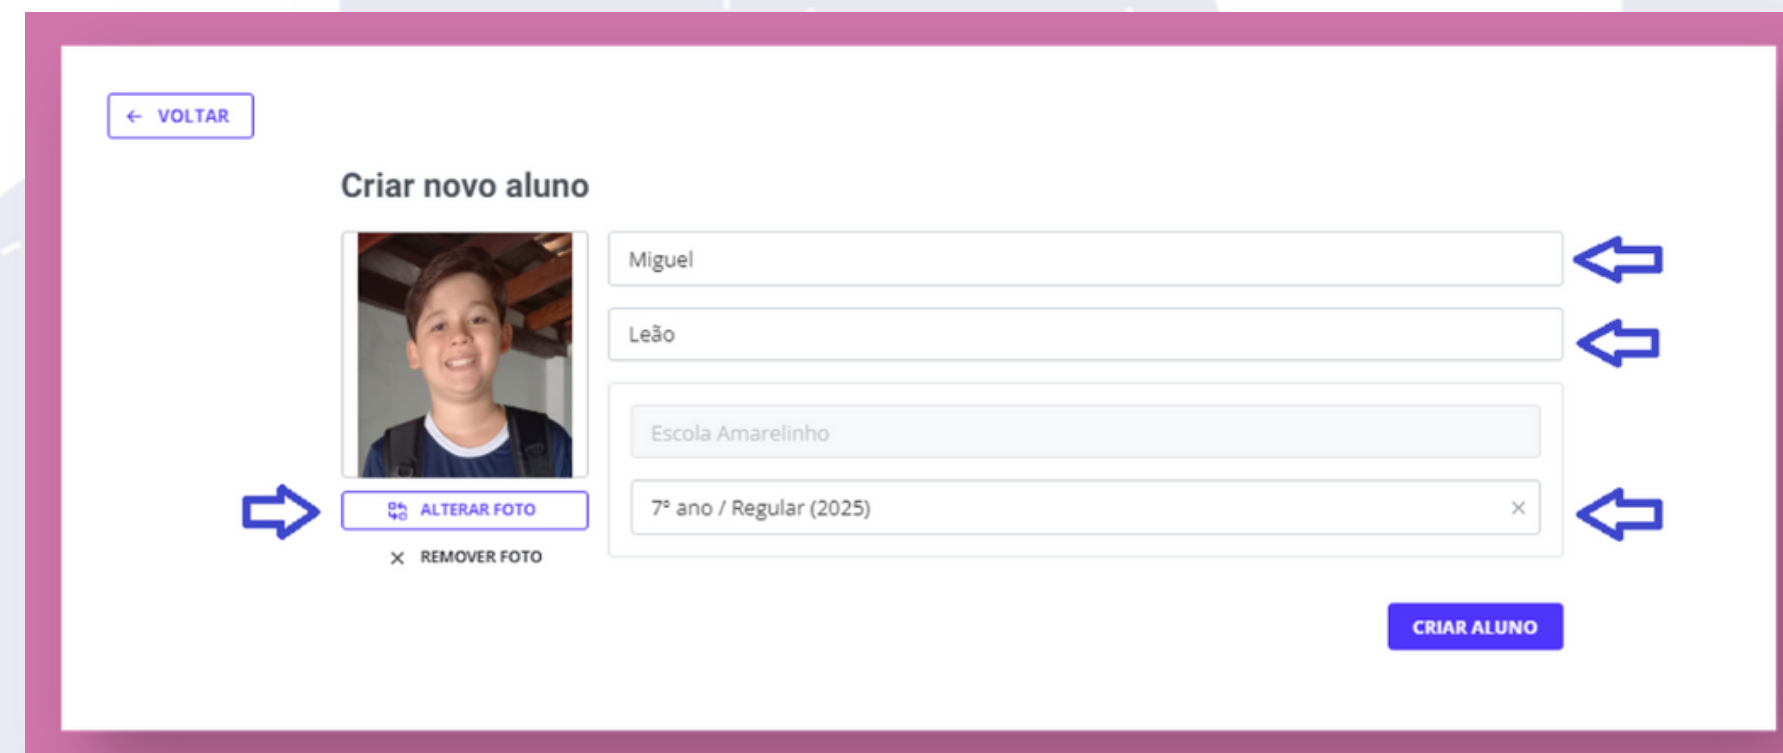 ← VOLTAR
Criar novo aluno
Miguel
Leão
Escola Amarelinho
7º ano / Regular (2025) ×
ALTERAR FOTO
× REMOVER FOTO
CRIAR ALUNO